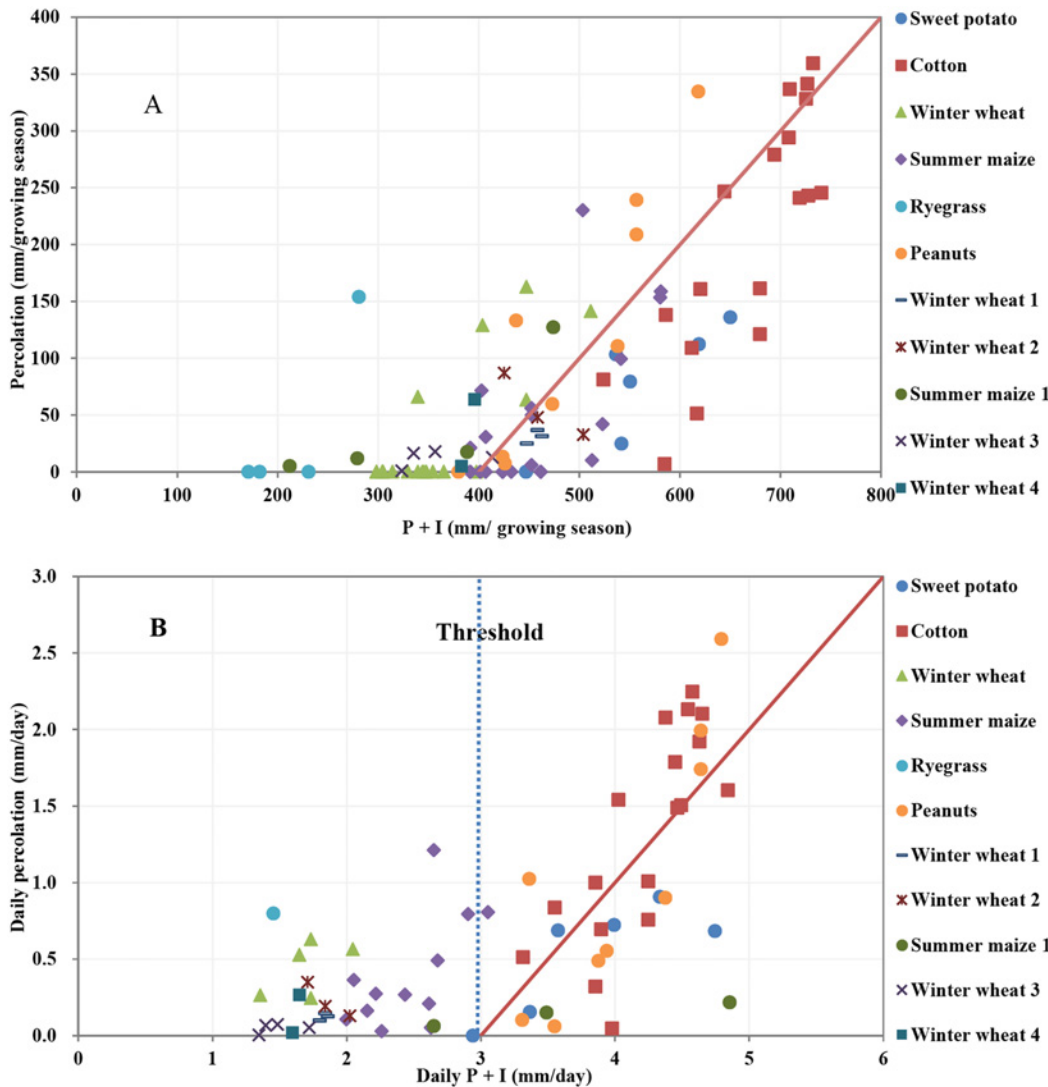 A
Percolation (mm/growing season)
400
350
300
250
200
150
100
50
0
0 100 200 300 400 500 600 700 800
P + I (mm/ growing season)
Sweet potato
Cotton
Winter wheat
Summer maize
Ryegrass
Peanuts
Winter wheat 1
Winter wheat 2
Summer maize 1
Winter wheat 3
Winter wheat 4
B
Threshold
Daily percolation (mm/day)
3.0
2.5
2.0
1.5
1.0
0.5
0.0
0 1 2 3 4 5 6
Daily P + I (mm/day)
Sweet potato
Cotton
Winter wheat
Summer maize
Ryegrass
Peanuts
Winter wheat 1
Winter wheat 2
Summer maize 1
Winter wheat 3
Winter wheat 4